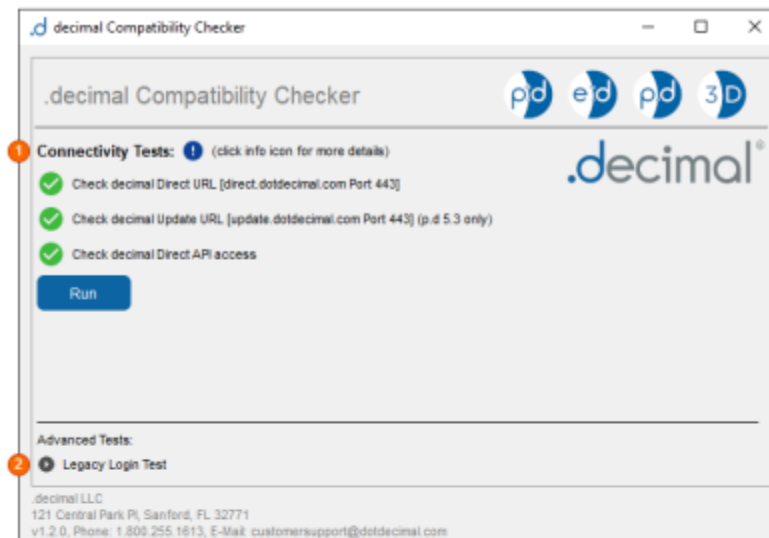 .d decimal Compatibility Checker
.decimal Compatibility Checker
p.d e.d p.d 3D
1 Connectivity Tests: ! (click info icon for more details)
.decimal®
Check decimal Direct URL [direct.dotdecimal.com Port 443]
Check decimal Update URL [update.dotdecimal.com Port 443] (p.d 5.3 only)
Check decimal Direct API access
Run
Advanced Tests:
2 Legacy Login Test
.decimal LLC
121 Central Park Pl, Sanford, FL 32771
v1.2.0, Phone: 1.800.255.1613, E-Mail: customersupport@dotdecimal.com